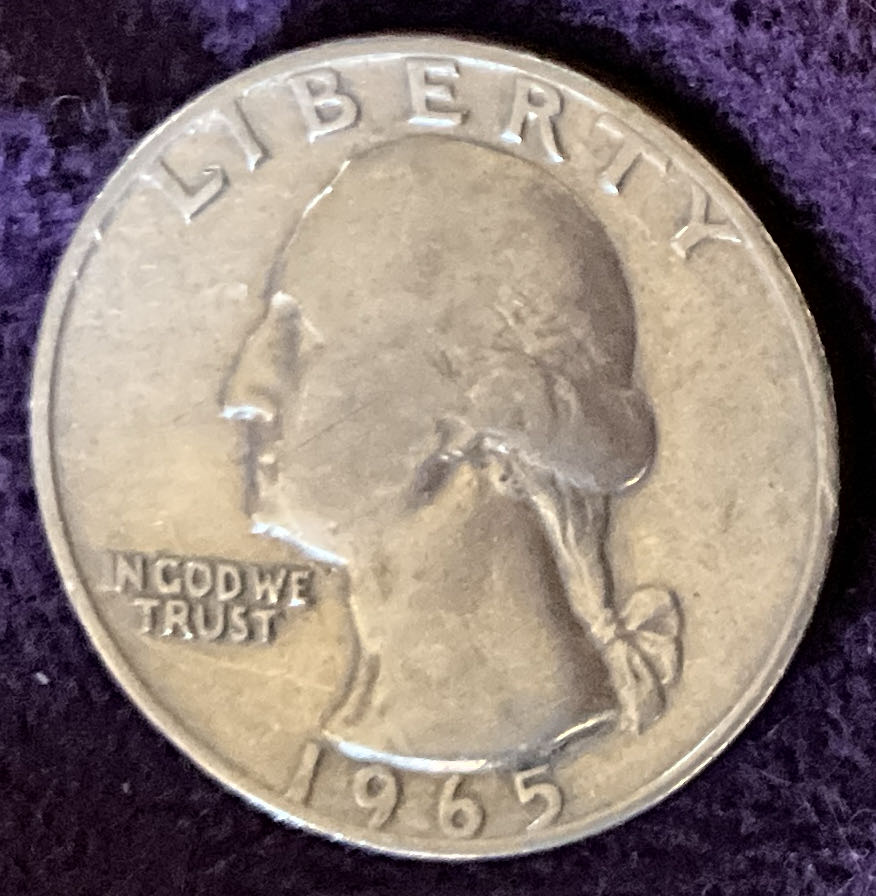 LIBERTY
IN GOD WE
TRUST
1965